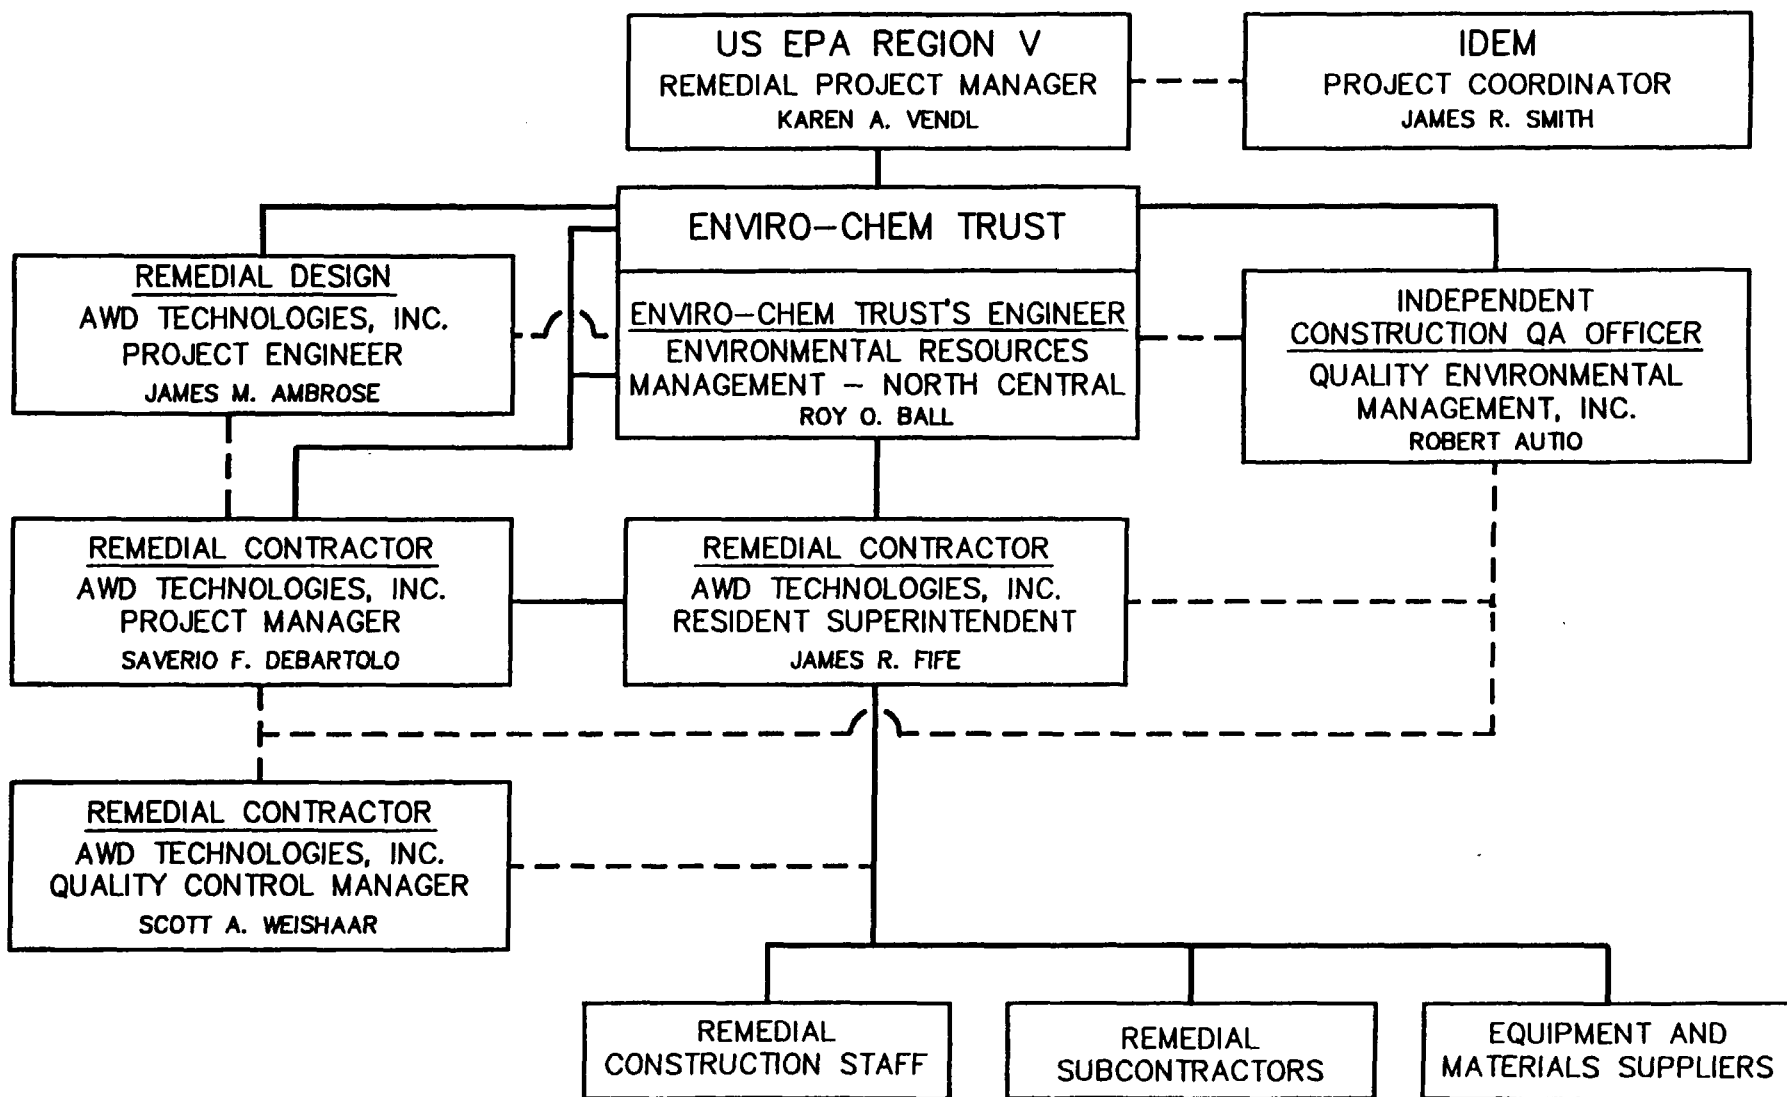 US EPA REGION V
REMEDIAL PROJECT MANAGER
KAREN A. VENDL
IDEM
PROJECT COORDINATOR
JAMES R. SMITH
ENVIRO-CHEM TRUST
ENVIRO-CHEM TRUST'S ENGINEER
ENVIRONMENTAL RESOURCES
MANAGEMENT - NORTH CENTRAL
ROY O. BALL
REMEDIAL DESIGN
AWD TECHNOLOGIES, INC.
PROJECT ENGINEER
JAMES M. AMBROSE
INDEPENDENT
CONSTRUCTION QA OFFICER
QUALITY ENVIRONMENTAL
MANAGEMENT, INC.
ROBERT AUTIO
REMEDIAL CONTRACTOR
AWD TECHNOLOGIES, INC.
PROJECT MANAGER
SAVERIO F. DEBARTOLO
REMEDIAL CONTRACTOR
AWD TECHNOLOGIES, INC.
RESIDENT SUPERINTENDENT
JAMES R. FIFE
REMEDIAL CONTRACTOR
AWD TECHNOLOGIES, INC.
QUALITY CONTROL MANAGER
SCOTT A. WEISHAAR
REMEDIAL
CONSTRUCTION STAFF
REMEDIAL
SUBCONTRACTORS
EQUIPMENT AND
MATERIALS SUPPLIERS